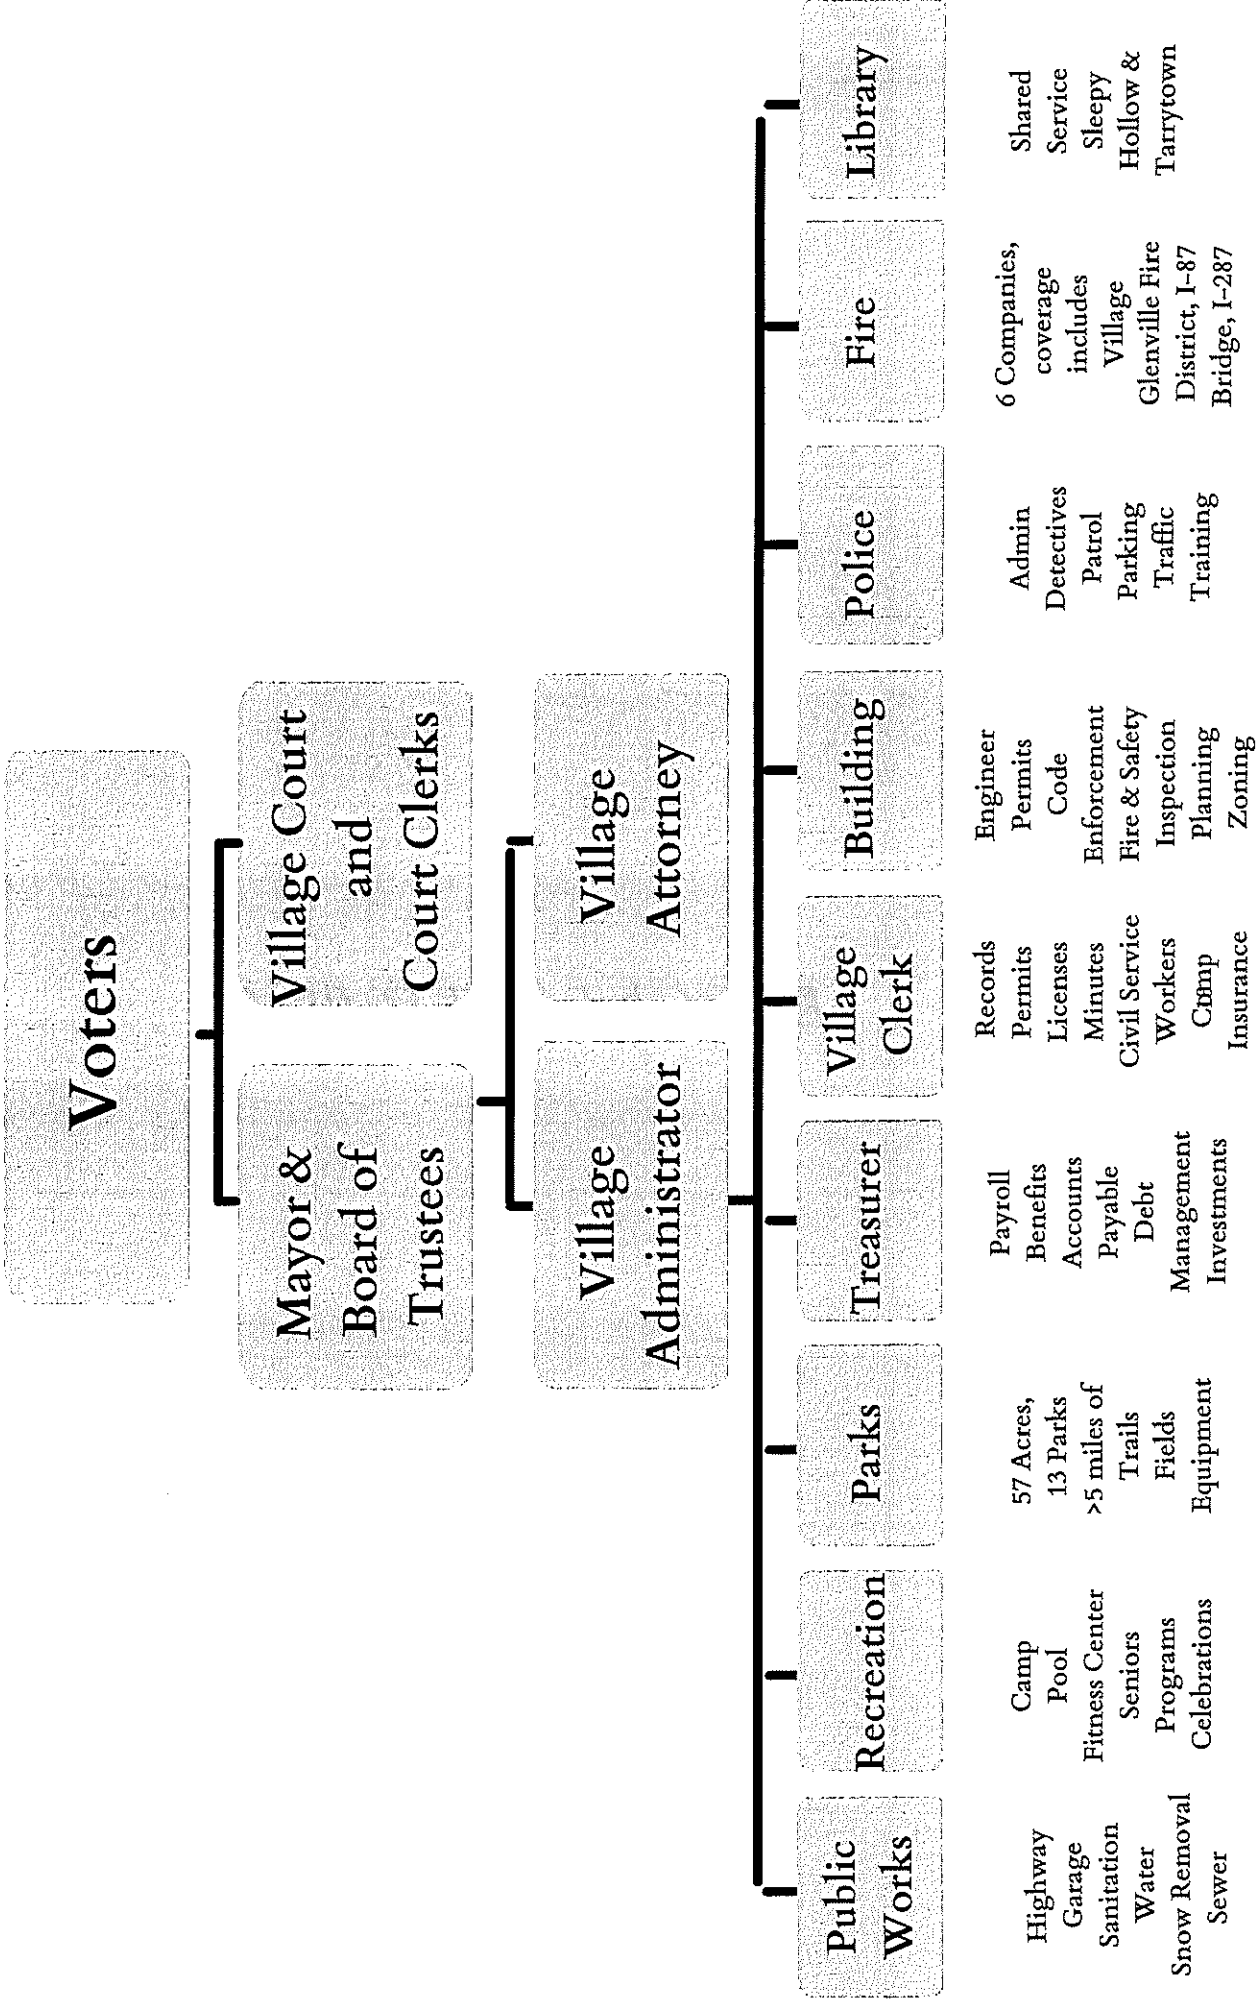 Voters
Mayor &
Board of
Trustees
Village Court
and
Court Clerks
Village
Administrator
Village
Attorney
Public
Works
Highway
Garage
Sanitation
Water
Snow Removal
Sewer
Recreation
Camp
Pool
Fitness Center
Seniors
Programs
Celebrations
Parks
57 Acres,
13 Parks
>5 miles of
Trails
Fields
Equipment
Treasurer
Payroll
Benefits
Accounts
Payable
Debt
Management
Investments
Village
Clerk
Records
Permits
Licenses
Minutes
Civil Service
Workers
Insurance
Building
Engineer
Permits
Code
Enforcement
Fire & Safety
Inspection
Planning
Zoning
Police
Admin
Detectives
Patrol
Parking
Traffic
Training
Fire
6 Companies,
coverage
includes
Village
Glenville Fire
District, I-87
Bridge, I-287
Library
Shared
Service
Sleepy
Hollow &
Tarrytown